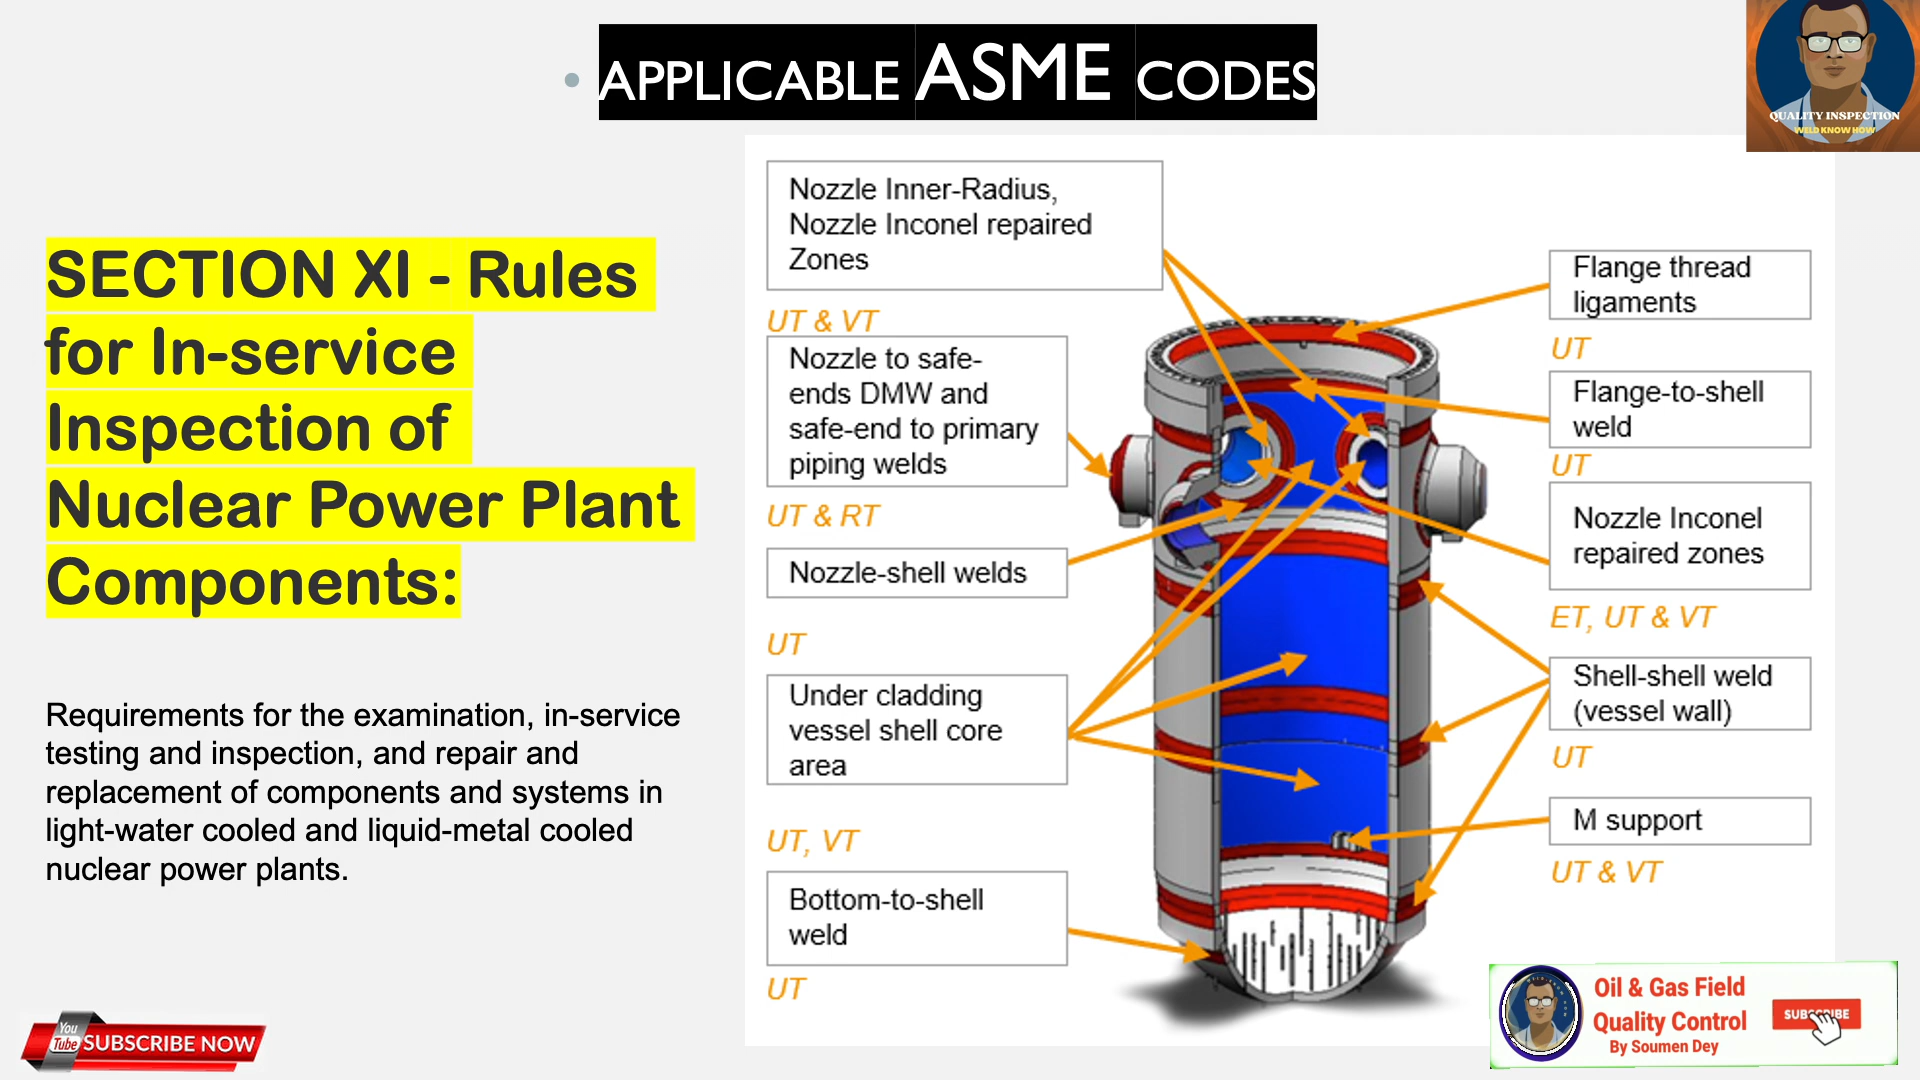 • APPLICABLE ASME CODES
QUALITY INSPECTION
WELD KNOW HOW
SECTION XI - Rules
for In-service
Inspection of
Nuclear Power Plant
Components:
Requirements for the examination, in-service
testing and inspection, and repair and
replacement of components and systems in
light-water cooled and liquid-metal cooled
nuclear power plants.
Nozzle Inner-Radius,
Nozzle Inconel repaired
Zones
UT & VT
Nozzle to safe-
ends DMW and
safe-end to primary
piping welds
UT & RT
Nozzle-shell welds
UT
Under cladding
vessel shell core
area
UT, VT
Bottom-to-shell
weld
UT
Flange thread
ligaments
UT
Flange-to-shell
weld
UT
Nozzle Inconel
repaired zones
ET, UT & VT
Shell-shell weld
(vessel wall)
UT
M support
UT & VT
You
Tube SUBSCRIBE NOW
Oil & Gas Field
Quality Control
By Soumen Dey
SUBSCRIBE